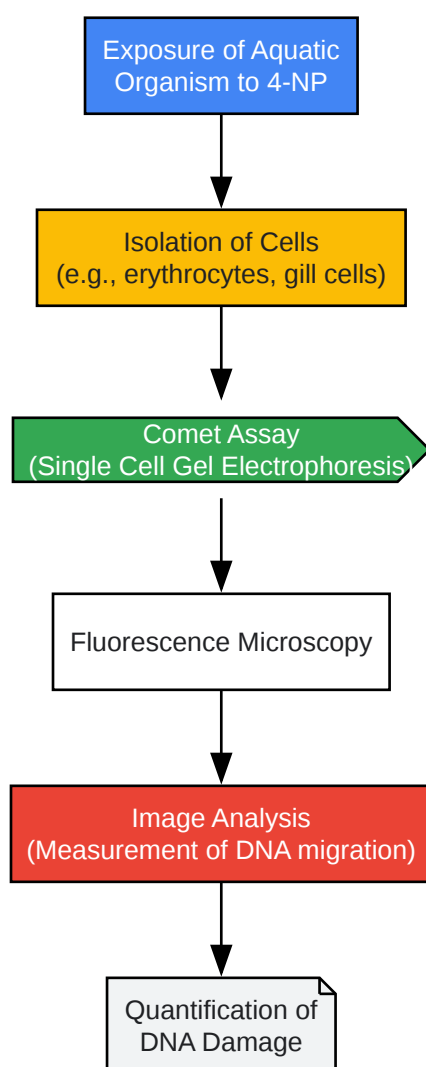 Exposure of Aquatic
Organism to 4-NP
Isolation of Cells
(e.g., erythrocytes, gill cells)
Comet Assay
(Single Cell Gel Electrophoresis)
Fluorescence Microscopy
Image Analysis
(Measurement of DNA migration)
Quantification of
DNA Damage